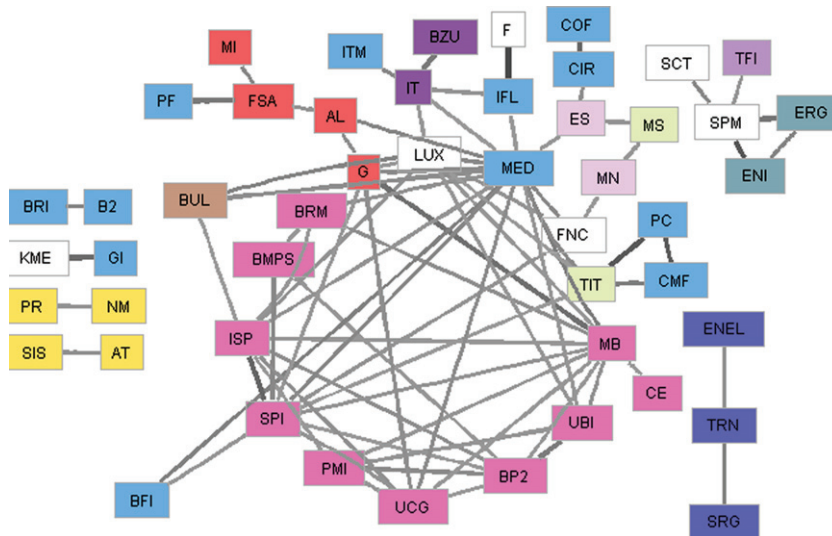 MI
ITM
BZU
F
COF
SCT
TFI
PF
FSA
IT
IFL
CIR
AL
ES
MS
SPM
ERG
LUX
MED
G
MN
ENI
BRI
B2
BUL
BRM
FNC
PC
KME
GI
BMPS
TIT
CMF
PR
NM
ISP
MB
ENEL
SIS
AT
SPI
UBI
CE
TRN
PMI
BP2
BFI
UCG
SRG